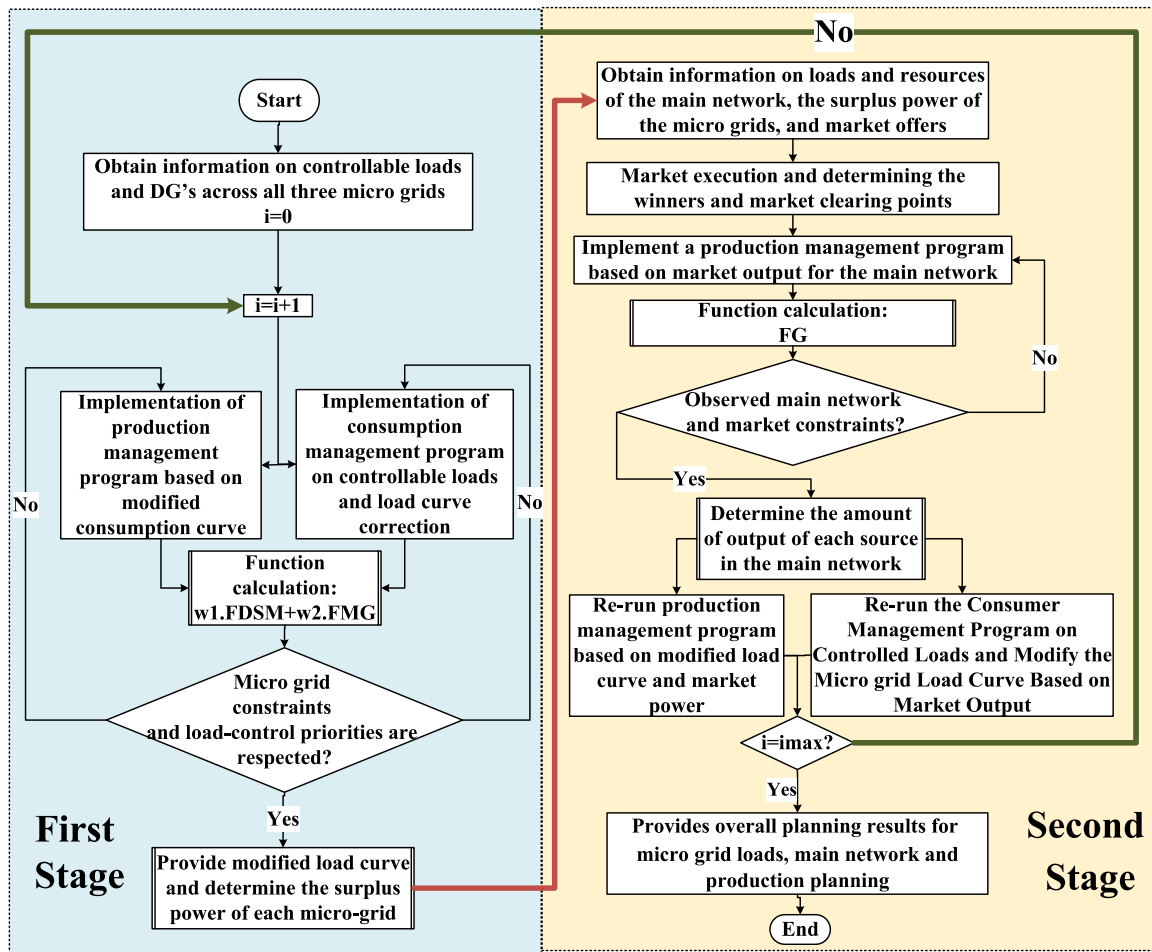 Start
Obtain information on controllable loads
and DG's across all three micro grids
i=0
i=i+1
Implementation of
production
management
program based on
modified
consumption curve
Implementation of
consumption
management program
on controllable loads
and load curve
correction
No
No
Function
calculation:
w1.FDSM+w2.FMG
Micro grid
constraints
and load-control priorities are
respected?
Yes
Provide modified load curve
and determine the surplus
power of each micro-grid
First
Stage
No
Obtain information on loads and resources
of the main network, the surplus power of
the micro grids, and market offers
Market execution and determining the
winners and market clearing points
Implement a production management program
based on market output for the main network
Function calculation:
FG
No
Observed main network
and market constraints?
Yes
Determine the amount
of output of each source
in the main network
Re-run production
management program
based on modified load
curve and market
power
Re-run the Consumer
Management Program on
Controlled Loads and Modify the
Micro grid Load Curve Based on
Market Output
i=imax?
Yes
Provides overall planning results for
micro grid loads, main network and
production planning
End
Second
Stage